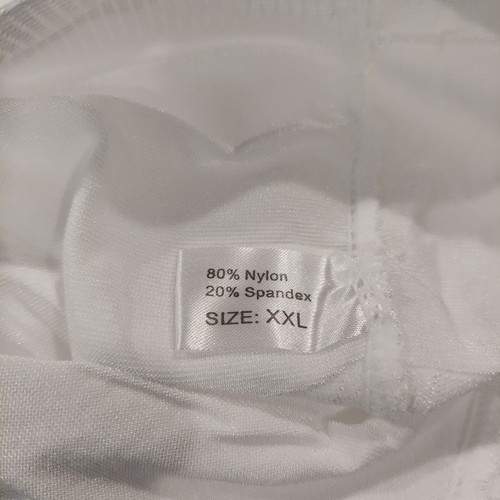 80% Nylon
20% Spandex
SIZE: XXL